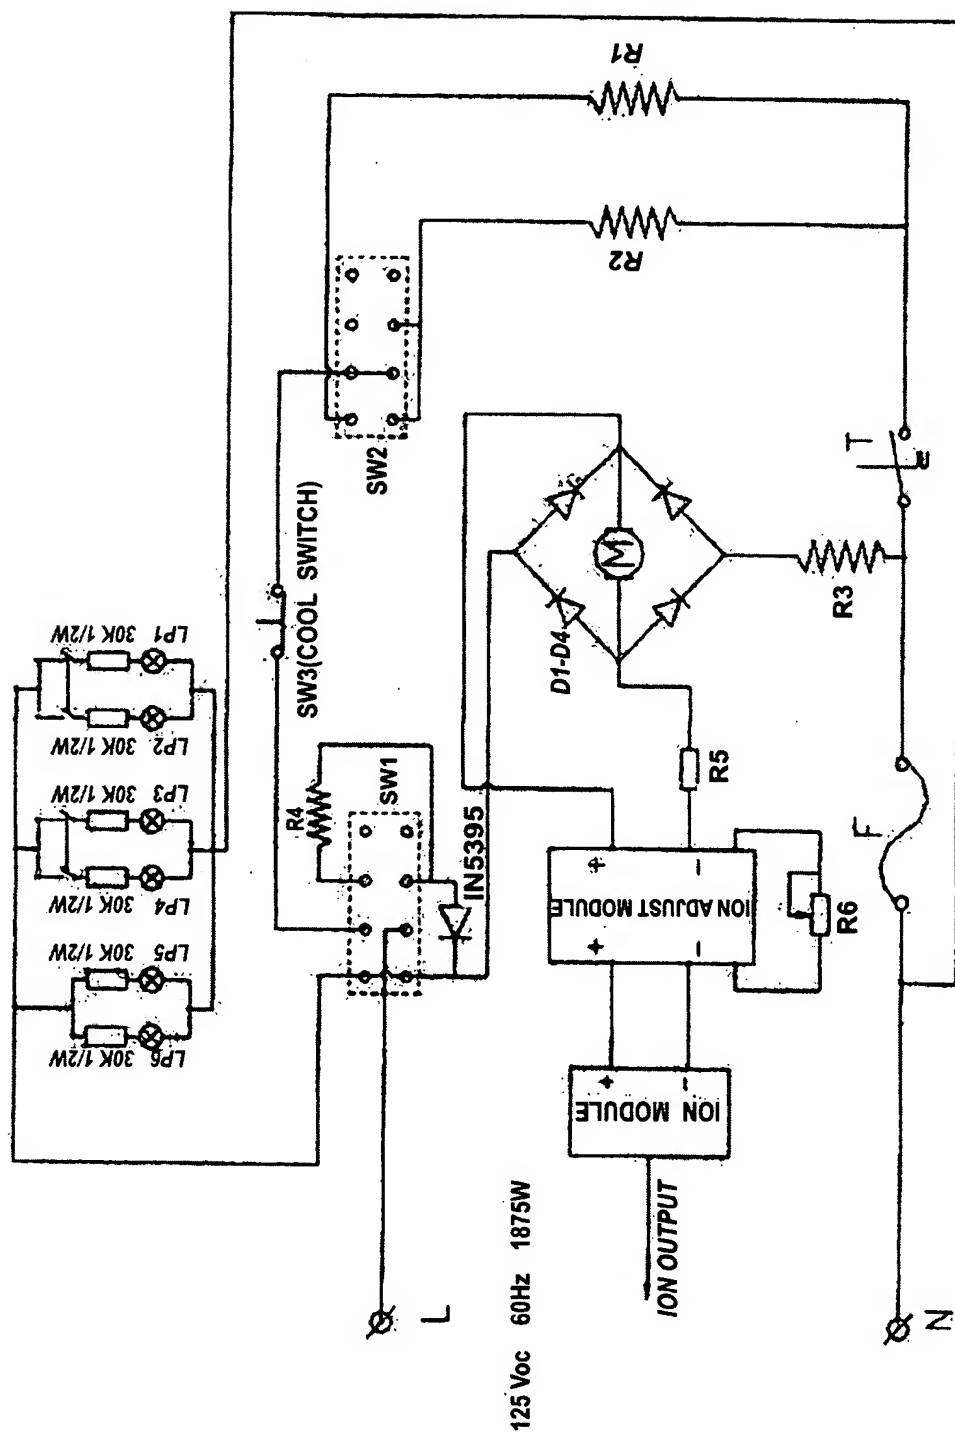 LP6 30K 1/2W
LP5 30K 1/2W
LP4 30K 1/2W
LP3 30K 1/2W
LP2 30K 1/2W
LP1 30K 1/2W
SW3(COOL SWITCH)
R4
SW1
SW2
R1
R2
L
IN5395
D1-D4
M
125 Voc 60Hz 1875W
ION OUTPUT
ION MODULE
+
-
ION ADJUST MODULE
+
-
+
-
R5
R6
R3
N
F
T